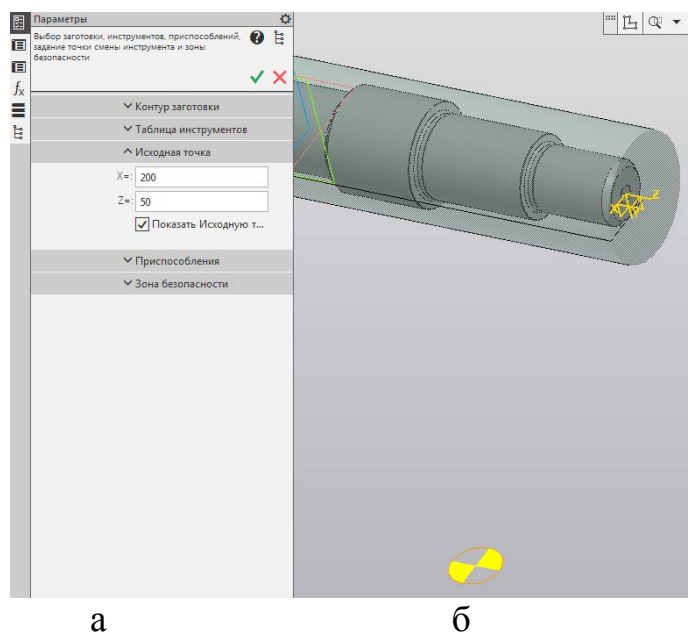 Параметры
Выбор заготовки, инструментов, приспособлений,
задание точки смены инструмента и зоны
безопасности
Контур заготовки
Таблица инструментов
Исходная точка
X=: 200
Z=: 50
Показать Исходную т...
Приспособления
Зона безопасности
fx
Z
а
б